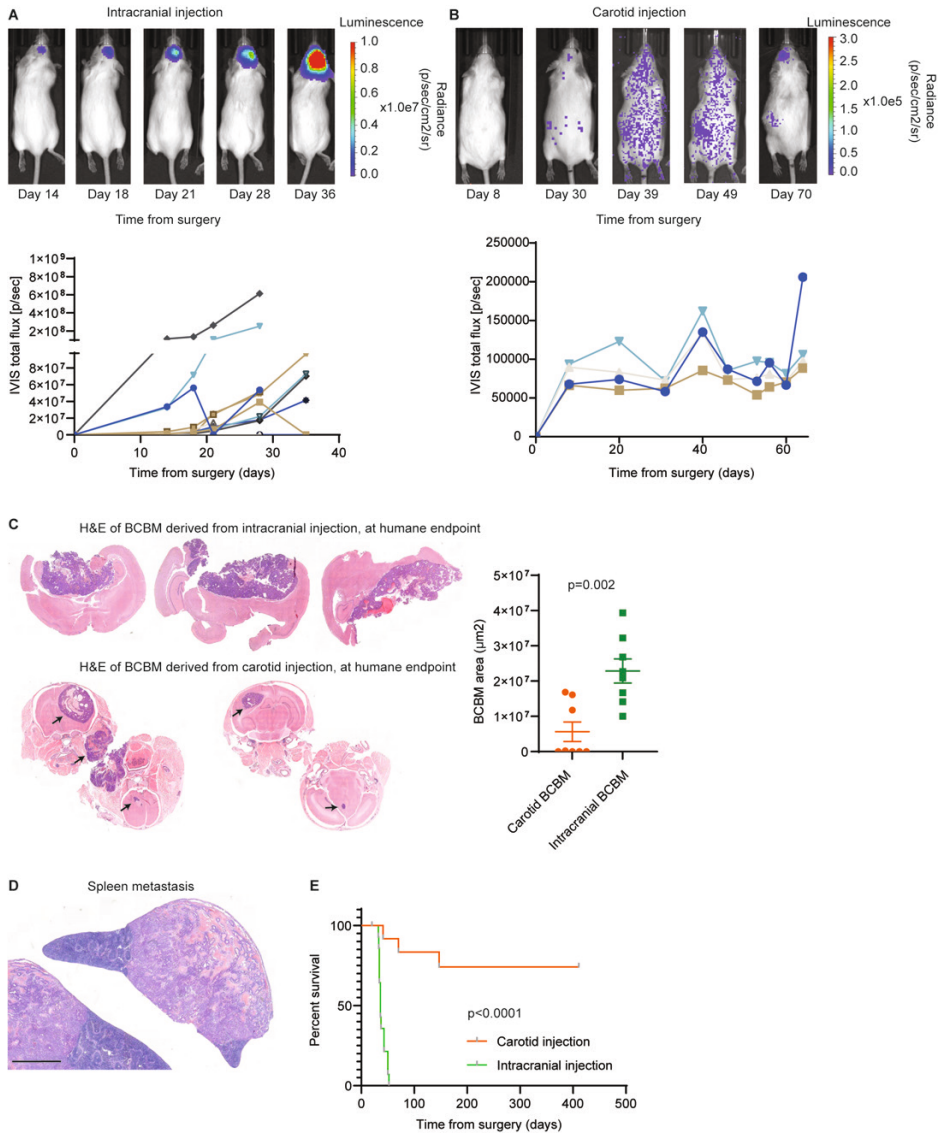 A
Intracranial injection
Luminescence
1.0
0.8
0.6
0.4
0.2
0.0
x1.0e7
Radiance
(p/sec/cm2/sr)
Day 14
Day 18
Day 21
Day 28
Day 36
Time from surgery
B
Carotid injection
Luminescence
3.0
2.5
2.0
1.5
1.0
0.5
0.0
x1.0e5
Radiance
(p/sec/cm2/sr)
Day 8
Day 30
Day 39
Day 49
Day 70
Time from surgery
IVIS total flux [p/sec]
1×10⁹
8×10⁸
6×10⁸
4×10⁸
2×10⁸
8×10⁷
6×10⁷
4×10⁷
2×10⁷
0
0
10
20
30
40
Time from surgery (days)
IVIS total flux [p/sec]
250000
200000
150000
100000
50000
0
0
20
40
60
Time from surgery (days)
C
H&E of BCBM derived from intracranial injection, at humane endpoint
H&E of BCBM derived from carotid injection, at humane endpoint
BCBM area (µm2)
5×10⁷
4×10⁷
3×10⁷
2×10⁷
1×10⁷
0
p=0.002
Carotid BCBM
Intracranial BCBM
D
Spleen metastasis
E
Percent survival
100
50
0
p<0.0001
Carotid injection
Intracranial injection
0
100
200
300
400
500
Time from surgery (days)